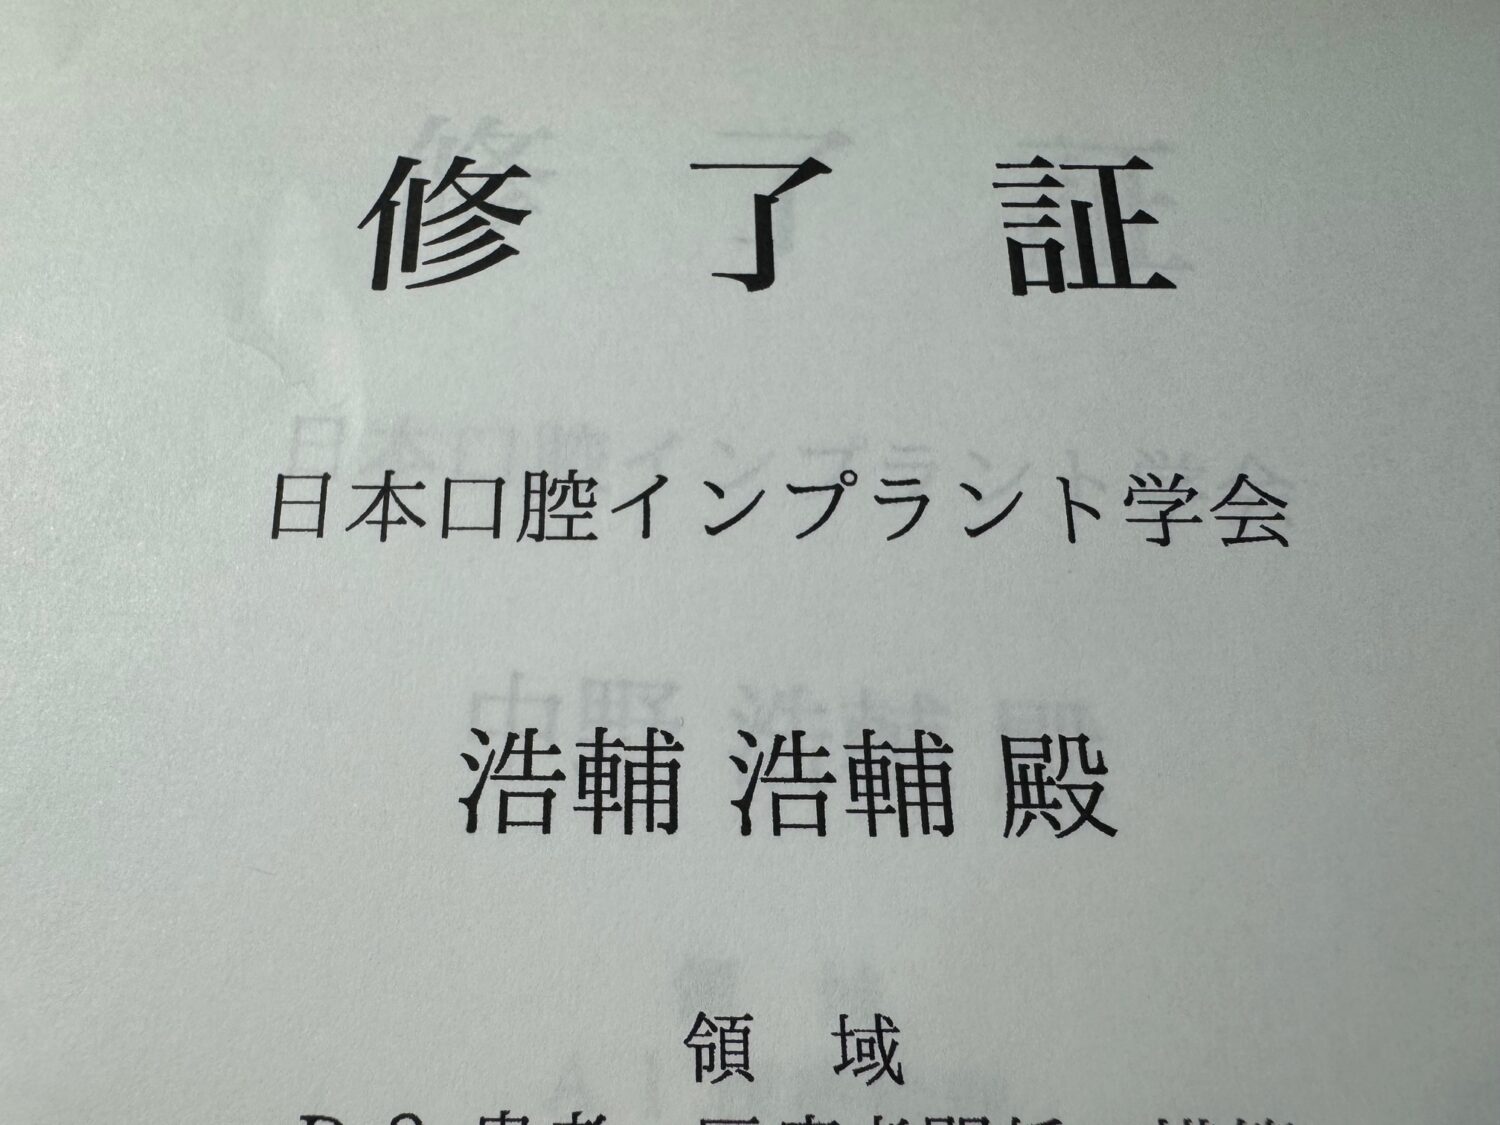 修 了 証
日本口腔インプラント学会
浩輔 浩輔 殿
領 域